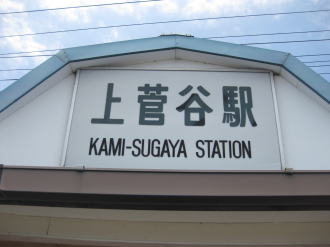 上菅谷駅
KAMI-SUGAYA STATION